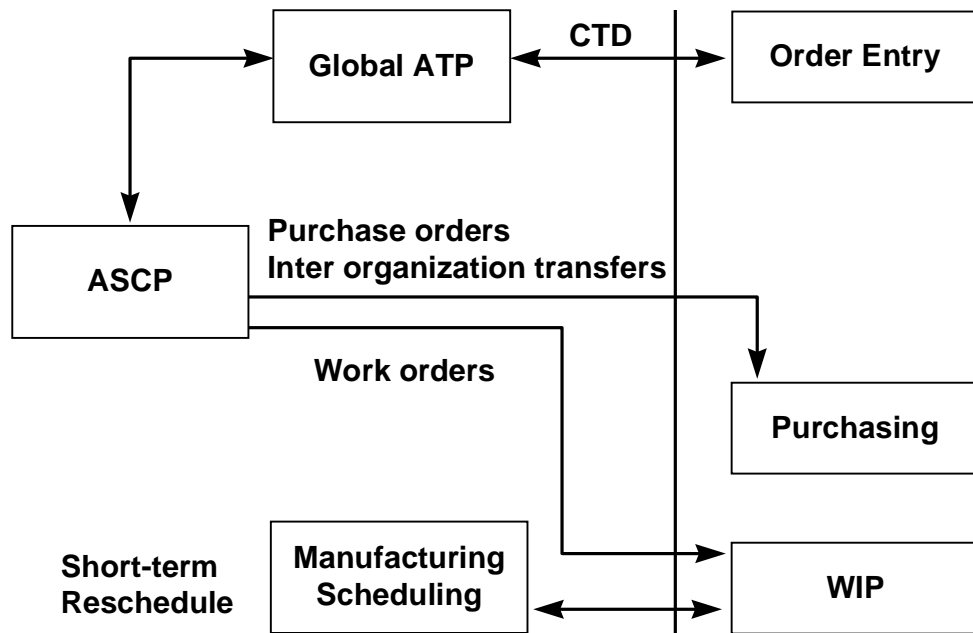 CTD
Global ATP
Order Entry
Purchase orders
Inter organization transfers
ASCP
Work orders
Purchasing
Short-term
Reschedule
Manufacturing
Scheduling
WIP